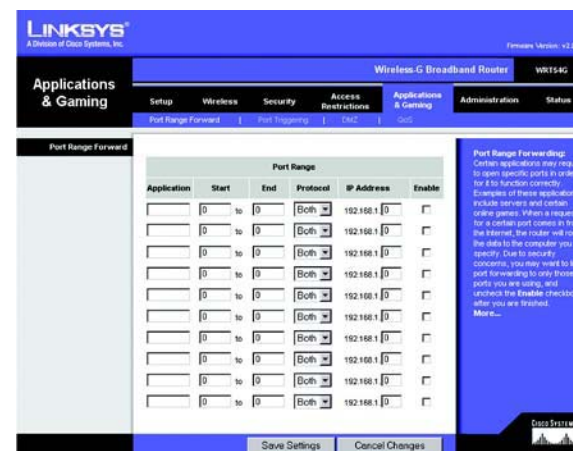 LINKSYS®
A Division of Cisco Systems, Inc.
Firmware Version: v2.0
Applications & Gaming
Wireless-G Broadband Router
WRT54G
Setup
Wireless
Security
Access Restrictions
Applications & Gaming
Administration
Status
Port Range Forward | Port Triggering | DMZ | QoS
Port Range Forward
Port Range
Application Start End Protocol IP Address Enable
0 to 0 Both 192.168.1.0
0 to 0 Both 192.168.1.0
0 to 0 Both 192.168.1.0
0 to 0 Both 192.168.1.0
0 to 0 Both 192.168.1.0
0 to 0 Both 192.168.1.0
0 to 0 Both 192.168.1.0
0 to 0 Both 192.168.1.0
0 to 0 Both 192.168.1.0
0 to 0 Both 192.168.1.0
Port Range Forwarding:
Certain applications may
to open specific ports in
for it to function correctly.
Examples of these
include servers and certain
online games. When a
for a certain port comes in
the Internet, the router will
the data to the computer you
specify. Due to security
concerns, you may want to
port forwarding to only those
ports you are using, and
uncheck the Enable
after you are finished.
More...
Save Settings
Cancel Changes
CISCO